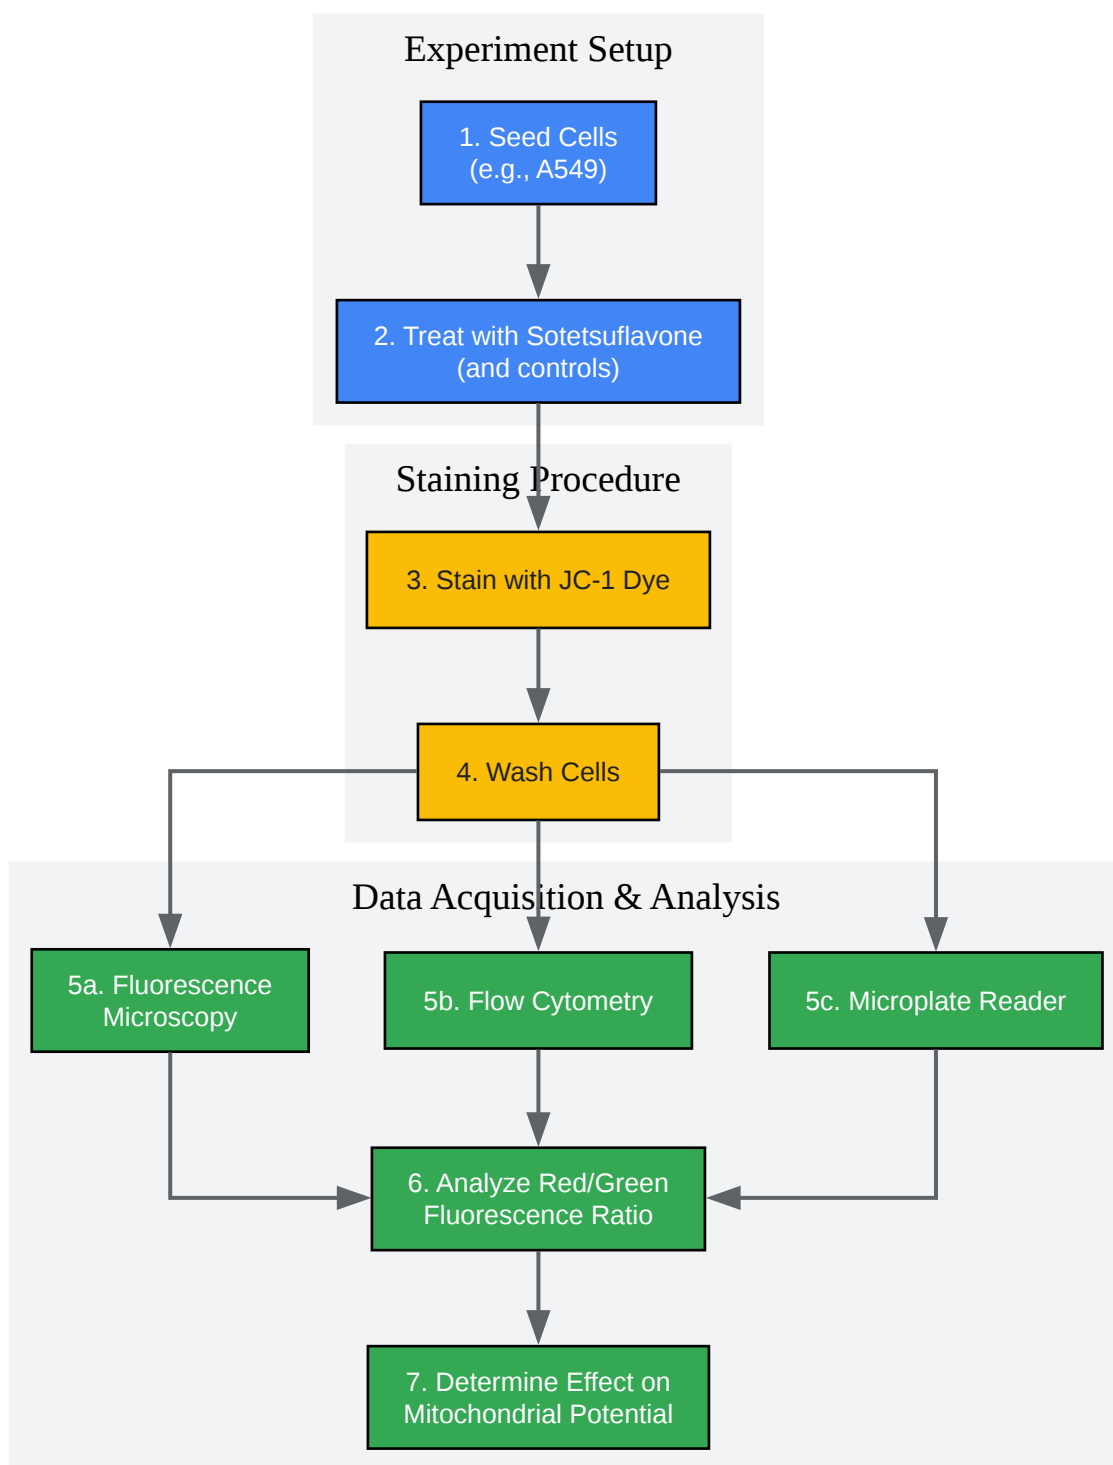 Experiment Setup
1. Seed Cells
(e.g., A549)
2. Treat with Sotetsuflavone
(and controls)
Staining Procedure
3. Stain with JC-1 Dye
4. Wash Cells
Data Acquisition & Analysis
5a. Fluorescence
Microscopy
5b. Flow Cytometry
5c. Microplate Reader
6. Analyze Red/Green
Fluorescence Ratio
7. Determine Effect on
Mitochondrial Potential